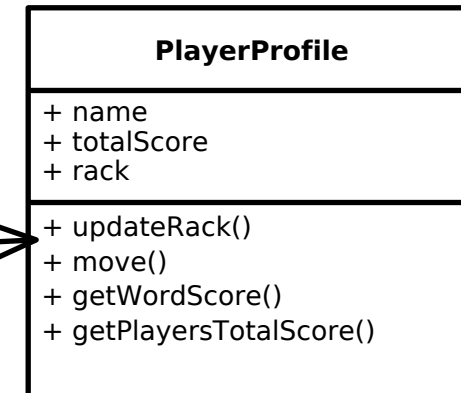 PlayerProfile
+ name
+ totalScore
+ rack
+ updateRack()
+ move()
+ getWordScore()
+ getPlayersTotalScore()